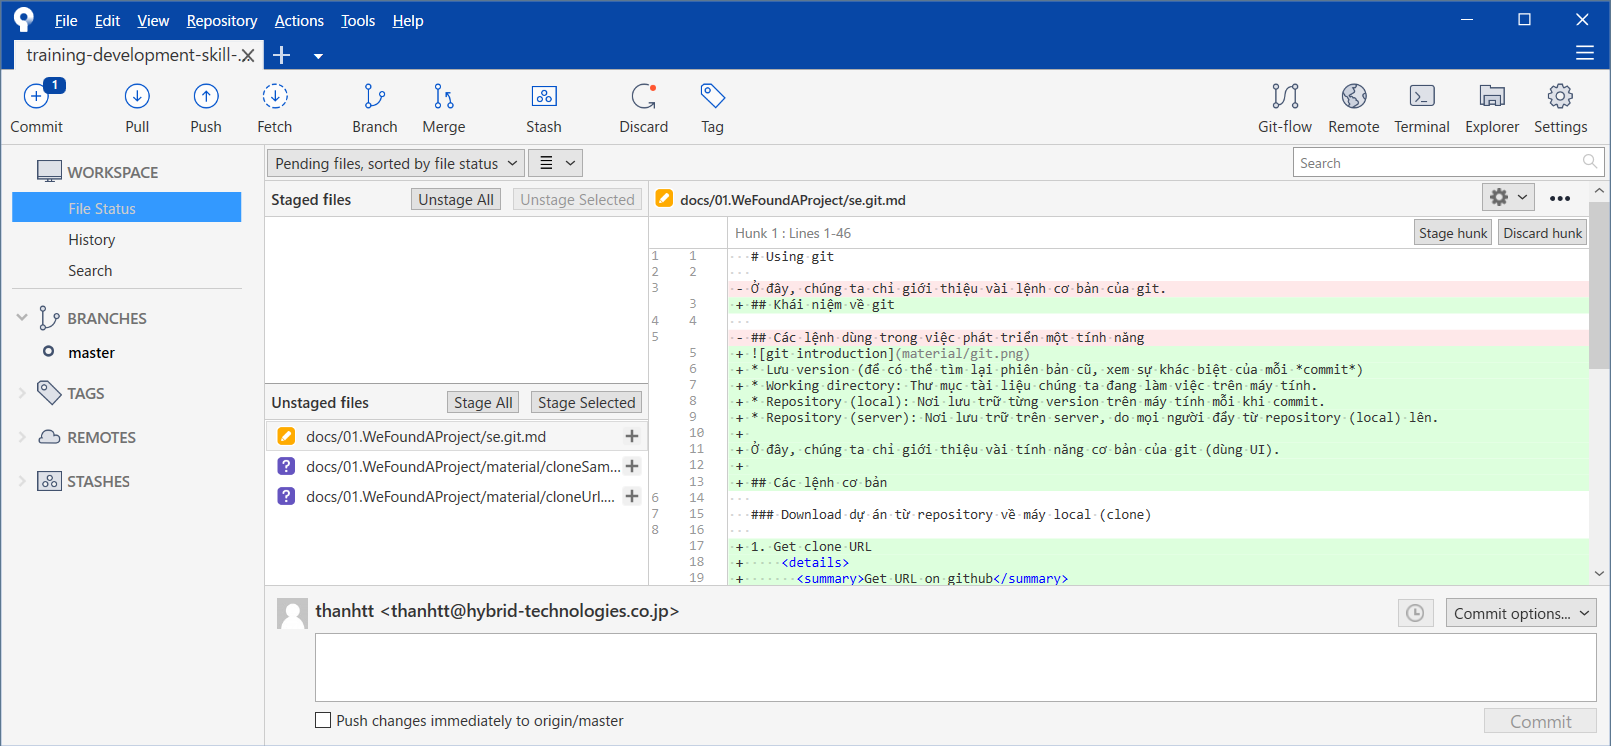 File Edit View Repository Actions Tools Help
training-development-skill-...
1
Commit Pull Push Fetch Branch Merge Stash Discard Tag Git-flow Remote Terminal Explorer Settings
WORKSPACE
File Status
History
Search
BRANCHES
master
TAGS
REMOTES
STASHES
Pending files, sorted by file status
Search
Staged files Unstage All Unstage Selected
Unstaged files Stage All Stage Selected
docs/01.WeFoundAProject/se.git.md
docs/01.WeFoundAProject/material/cloneSam...
docs/01.WeFoundAProject/material/cloneUrl....
docs/01.WeFoundAProject/se.git.md
Hunk 1 : Lines 1-46 Stage hunk Discard hunk
1 1 # Using git
2 2
3 - Ở đây, chúng ta chỉ giới thiệu vài lệnh cơ bản của git.
3 + ## Khái niệm về git
4 4
5 - ## Các lệnh dùng trong việc phát triển một tính năng
5 + ![git introduction](material/git.png)
6 + * Lưu version (để có thể tìm lại phiên bản cũ, xem sự khác biệt của mỗi *commit*)
7 + * Working directory: Thư mục tài liệu chúng ta đang làm việc trên máy tính.
8 + * Repository (local): Nơi lưu trữ từng version trên máy tính mỗi khi commit.
9 + * Repository (server): Nơi lưu trữ trên server, do mọi người đẩy từ repository (local) lên.
10 +
11 + Ở đây, chúng ta chỉ giới thiệu vài tính năng cơ bản của git (dùng UI).
12 +
13 + ## Các lệnh cơ bản
6 14
7 15 ### Download dự án từ repository về máy local (clone)
8 16
17 + 1. Get clone URL
18 + <details>
19 + <summary>Get URL on github</summary>
thanhtt <thanhtt@hybrid-technologies.co.jp>
Commit options...
Push changes immediately to origin/master
Commit